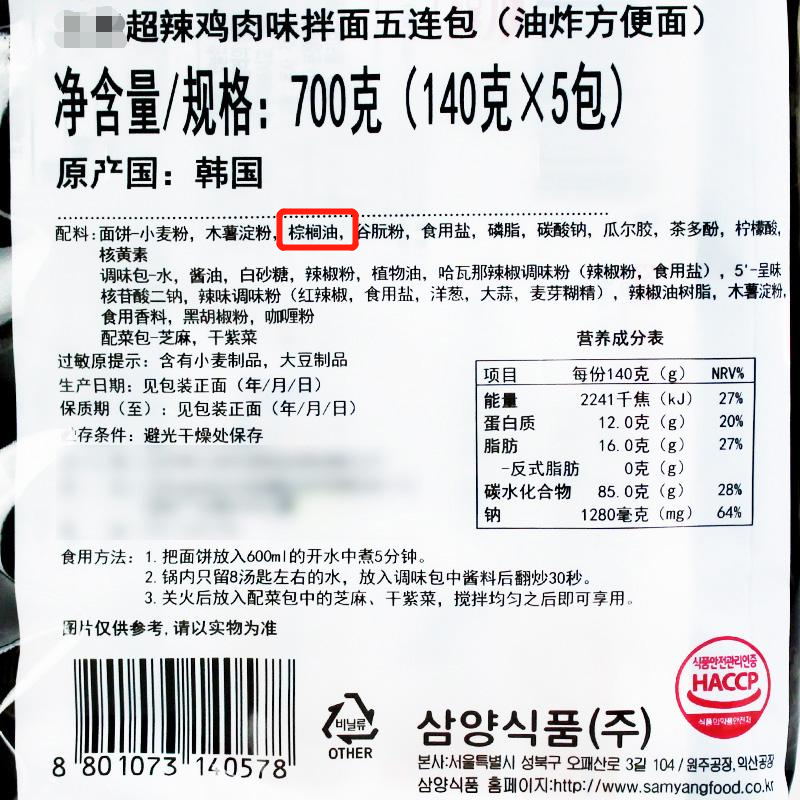 超辣鸡肉味拌面五连包（油炸方便面）
净含量/规格：700克（140克×5包）
原产国：韩国
配料：面饼-小麦粉，木薯淀粉，棕榈油，谷朊粉，食用盐，磷脂，碳酸钠，瓜尔胶，茶多酚，柠檬酸，
核黄素
调味包-水，酱油，白砂糖，辣椒粉，植物油，哈瓦那辣椒调味粉（辣椒粉，食用盐），5'-呈味
核苷酸二钠，辣味调味粉（红辣椒，食用盐，洋葱，大蒜，麦芽糊精），辣椒油树脂，木薯淀粉，
食用香料，黑胡椒粉，咖喱粉
配菜包-芝麻，干紫菜
过敏原提示：含有小麦制品，大豆制品
生产日期：见包装正面（年/月/日）
保质期（至）：见包装正面（年/月/日）
贮存条件：避光干燥处保存
营养成分表
项目 每份140克（g） NRV%
能量 2241千焦（kJ） 27%
蛋白质 12.0克（g） 20%
脂肪 16.0克（g） 27%
-反式脂肪 0克（g）
碳水化合物 85.0克（g） 28%
钠 1280毫克（mg） 64%
食用方法：1. 把面饼放入600ml的开水中煮5分钟。
2. 锅内只留8汤匙左右的水，放入调味包中酱料后翻炒30秒。
3. 关火后放入配菜包中的芝麻、干紫菜，搅拌均匀之后即可享用。
图片仅供参考，请以实物为准
8 801073 140578
비닐류
OTHER
삼양식품(주)
본사:서울특별시 성북구 오패산로 3길 104 / 원주공장, 익산공장
삼양식품 홈페이지:http://www.samyangfood.co.kr
식품안전관리인증
HACCP
식품의약품안전처